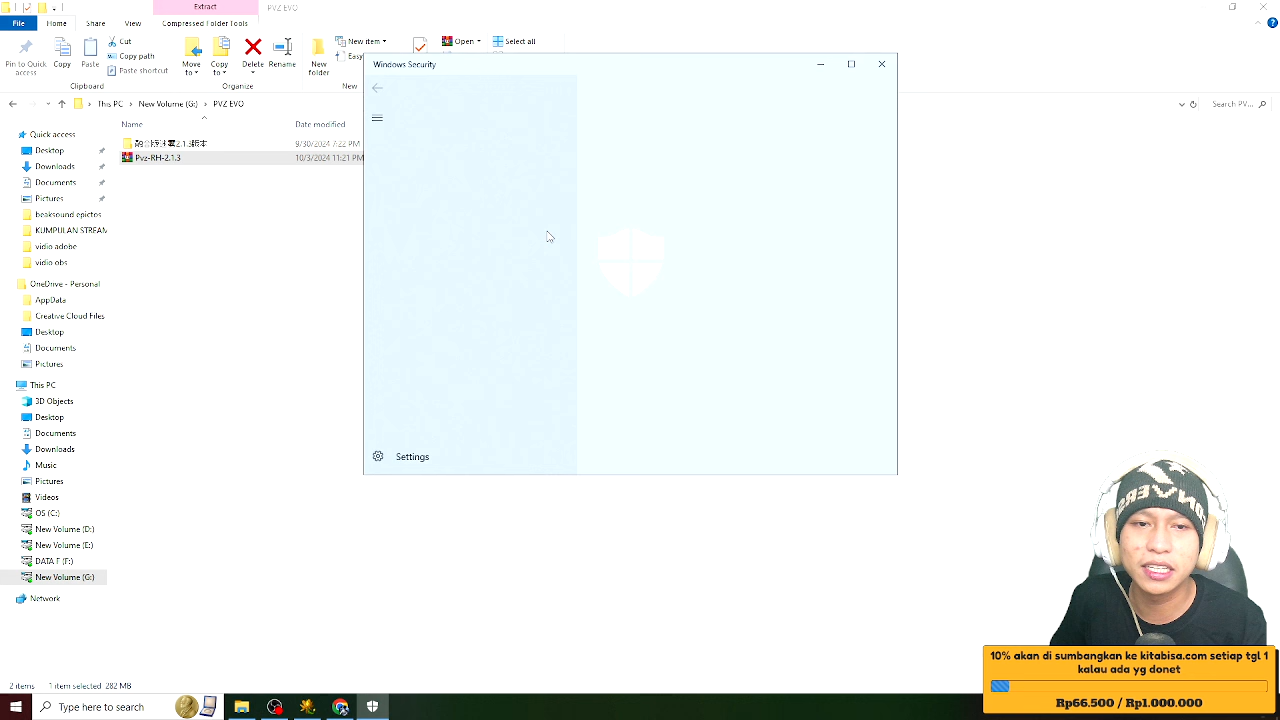 Extract
PVZ EVO
File
Home
Share
View
Compressed Folder Tools
Pin to Quick access
Copy
Paste
Cut
Copy path
Paste shortcut
Clipboard
Move to
Copy to
Delete
Rename
Organize
New folder
New item
Easy
New
Open
Select all
This PC
New Volume (G:)
PVZ EVO
Search PV...
Name
Date modified
9/30/2024 7:22 PM
Pvz-RH-2.1.3
10/3/2024 11:21 PM
Quick access
Desktop
Downloads
Documents
Pictures
beaksound epictos
KUMPULAN STREAM
vidio adobe
vidio obs
OneDrive - Personal
AppData
Creative Cloud Files
Desktop
Documents
Pictures
This PC
3D Objects
Desktop
Documents
Downloads
Music
Pictures
Videos
OS (C:)
New Volume (D:)
New Volume (E:)
DATA F (F:)
New Volume (G:)
Network
2 items
1 item selected 282 MB
Windows Security
Settings
CONVERS
10% akan di sumbangkan ke kitabisa.com setiap tgl 1
kalau ada yg donet
Rp66.500 / Rp1.000.000
Type here to search